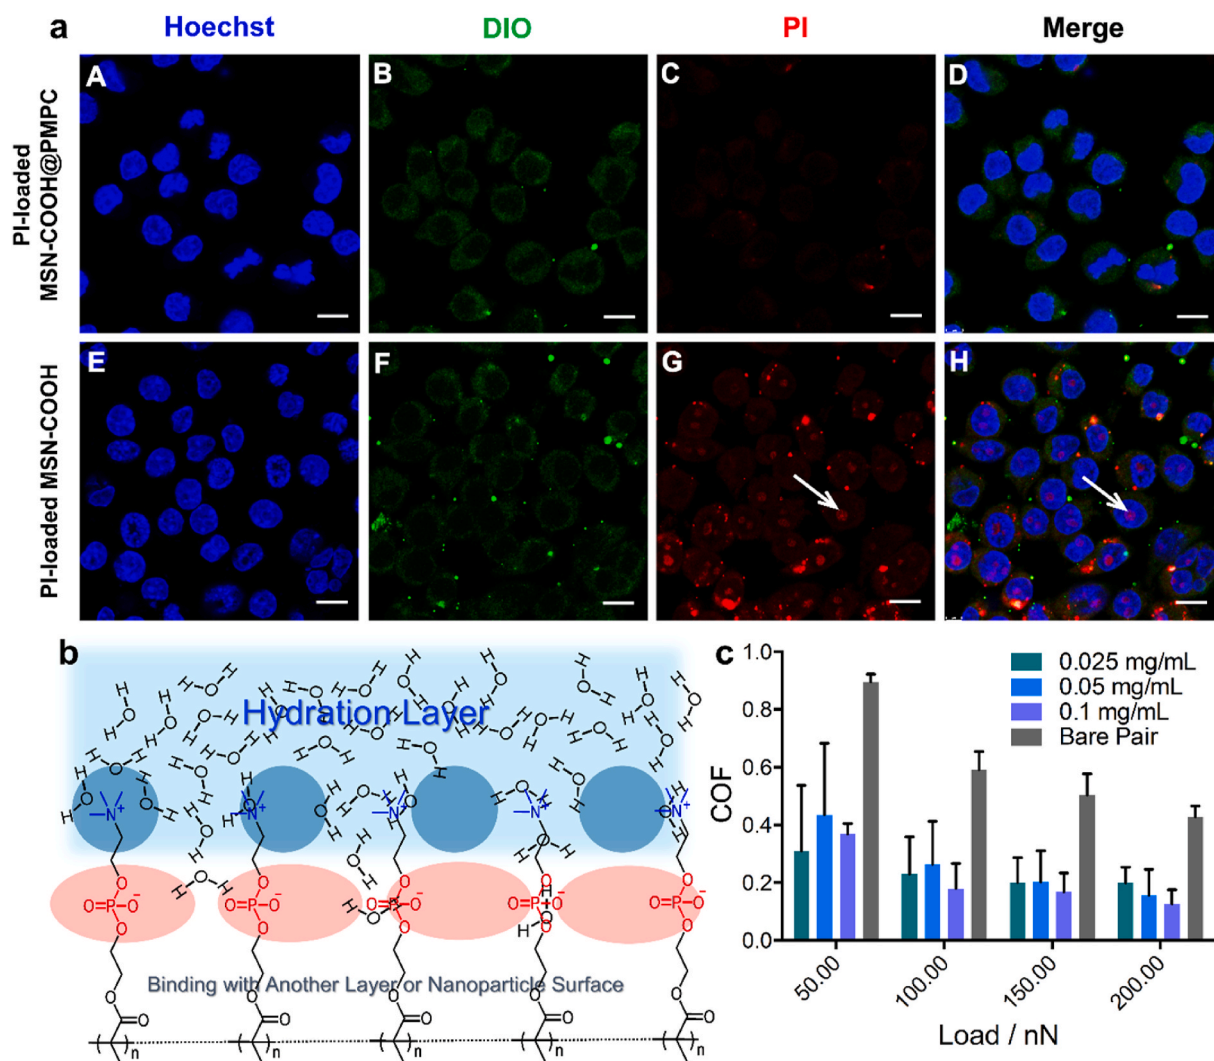 a
Hoechst
DIO
PI
Merge
PI-loaded
MSN-COOH@PMPC
A
B
C
D
PI-loaded MSN-COOH
E
F
G
H
b
Hydration Layer
Binding with Another Layer or Nanoparticle Surface
c
COF
1.0
0.8
0.6
0.4
0.2
0.0
0.025 mg/mL
0.05 mg/mL
0.1 mg/mL
Bare Pair
50.00
100.00
150.00
200.00
Load / nN